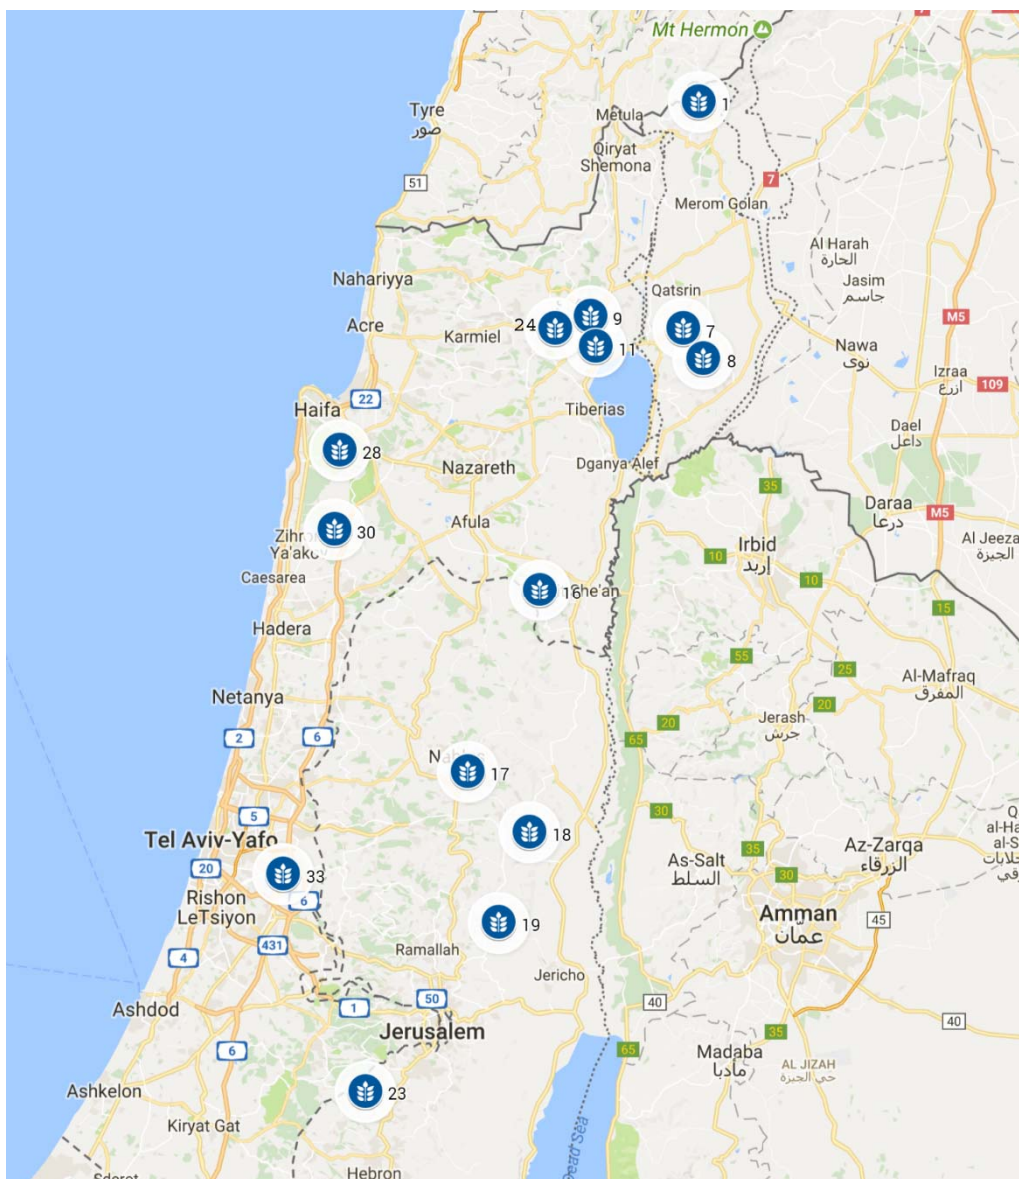 Mt Hermon
1
Tyre
صور
Metula
Qiryat
Shemona
7
51
Merom Golan
Al Harah
الحارة
Nahariyya
Jasim
جاسم
Qatsrin
Acre
24
9
7
M5
Karmiel
11
8
Nawa
نوى
Izraa
ازرع
109
22
Haifa
Tiberias
Dael
داعل
28
Nazareth
Dganya Alef
35
Daraa
درعا
M5
30
Afula
Irbid
إربد
10
Al Jeeza
الجيزة
Caesarea
16
10
15
Hadera
55
25
Al-Mafraq
المفرق
Netanya
20
20
Jerash
جرش
2
6
65
17
5
30
18
Tel Aviv-Yafo
35
Az-Zarqa
الزرقاء
20
33
As-Salt
السلط
30
6
Rishon
LeTsiyon
Amman
عمّان
45
19
431
Ramallah
4
Jericho
50
40
Ashdod
1
40
Jerusalem
35
6
65
Madaba
مادبا
AL JIZAH
حي الجيزة
Ashkelon
23
Kiryat Gat
Dead Sea
Hebron